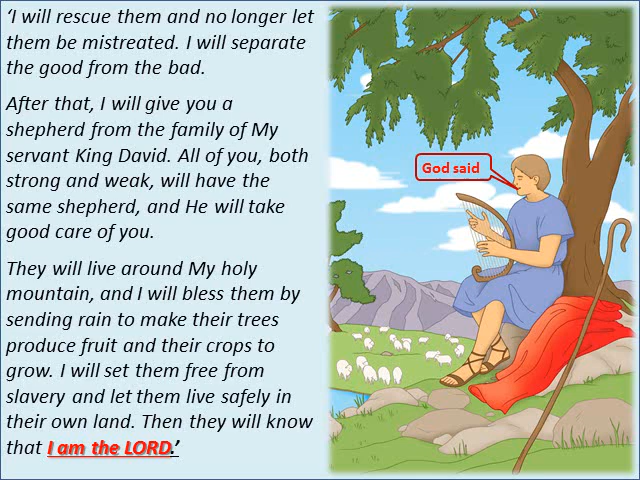 ‘I will rescue them and no longer let
them be mistreated. I will separate
the good from the bad.
After that, I will give you a
shepherd from the family of My
servant King David. All of you, both
strong and weak, will have the
same shepherd, and He will take
good care of you.
They will live around My holy
mountain, and I will bless them by
sending rain to make their trees
produce fruit and their crops to
grow. I will set them free from
slavery and let them live safely in
their own land. Then they will know
that I am the LORD.’
God said